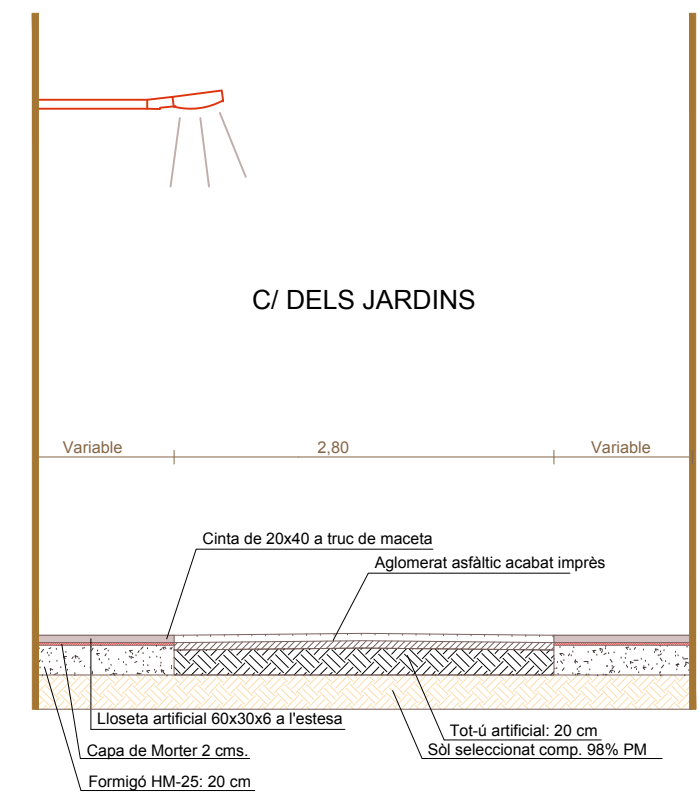 C/ DELS JARDINS
Variable
2,80
Variable
Cinta de 20x40 a truc de maceta
Aglomerat asfàltic acabat imprès
Lloseta artificial 60x30x6 a l'estesa
Tot-ú artificial: 20 cm
Capa de Morter 2 cms.
Sòl seleccionat comp. 98% PM
Formigó HM-25: 20 cm